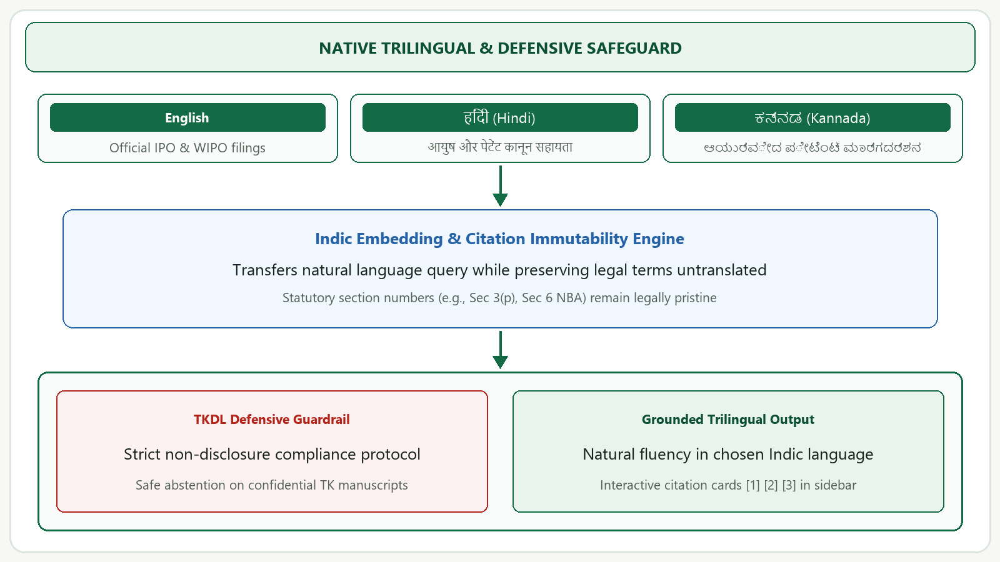 NATIVE TRILINGUAL & DEFENSIVE SAFEGUARD
English
Official IPO & WIPO filings
हिंदी (Hindi)
आयुष और पेटेंट कानून सहायता
ಕನ್ನಡ (Kannada)
ಆಯುರ್ವೇದ ಪೇಟೆಂಟ್ ಮಾರ್ಗದರ್ಶನ
Indic Embedding & Citation Immutability Engine
Transfers natural language query while preserving legal terms untranslated
Statutory section numbers (e.g., Sec 3(p), Sec 6 NBA) remain legally pristine
TKDL Defensive Guardrail
Strict non-disclosure compliance protocol
Safe abstention on confidential TK manuscripts
Grounded Trilingual Output
Natural fluency in chosen Indic language
Interactive citation cards [1] [2] [3] in sidebar